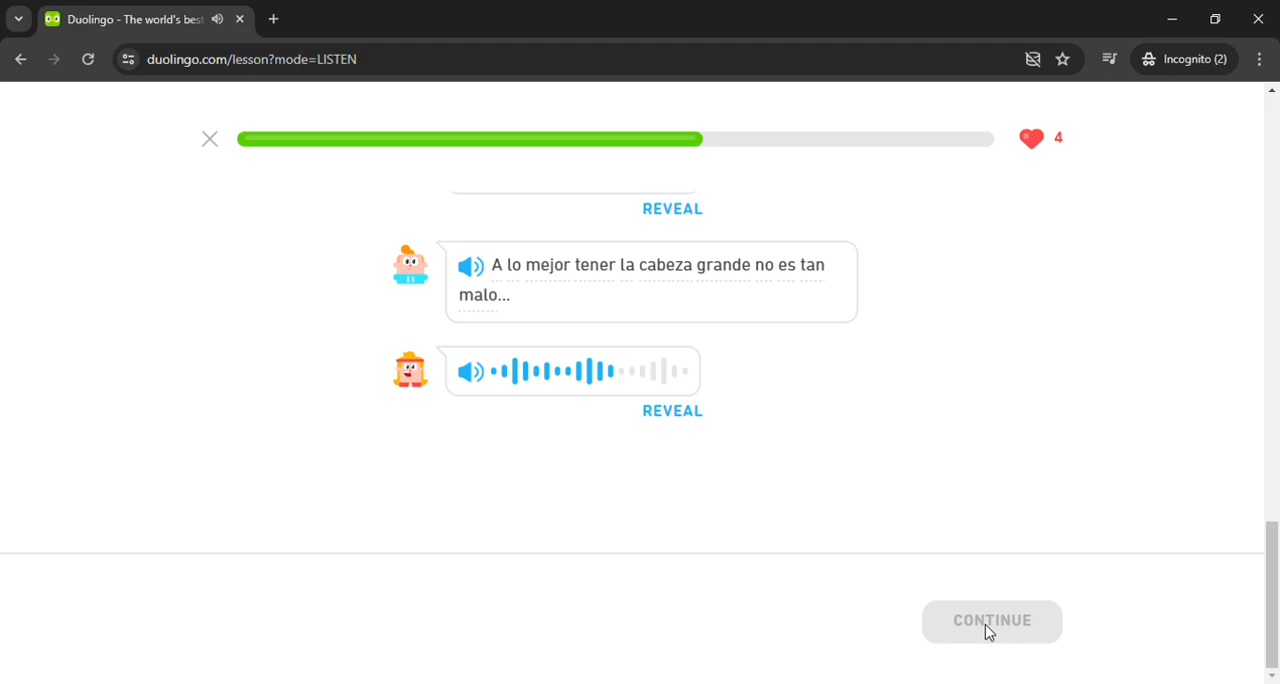 Duolingo - The world's best
duolingo.com/lesson?mode=LISTEN
Incognito (2)
4
REVEAL
A lo mejor tener la cabeza grande no es tan
malo...
REVEAL
CONTINUE